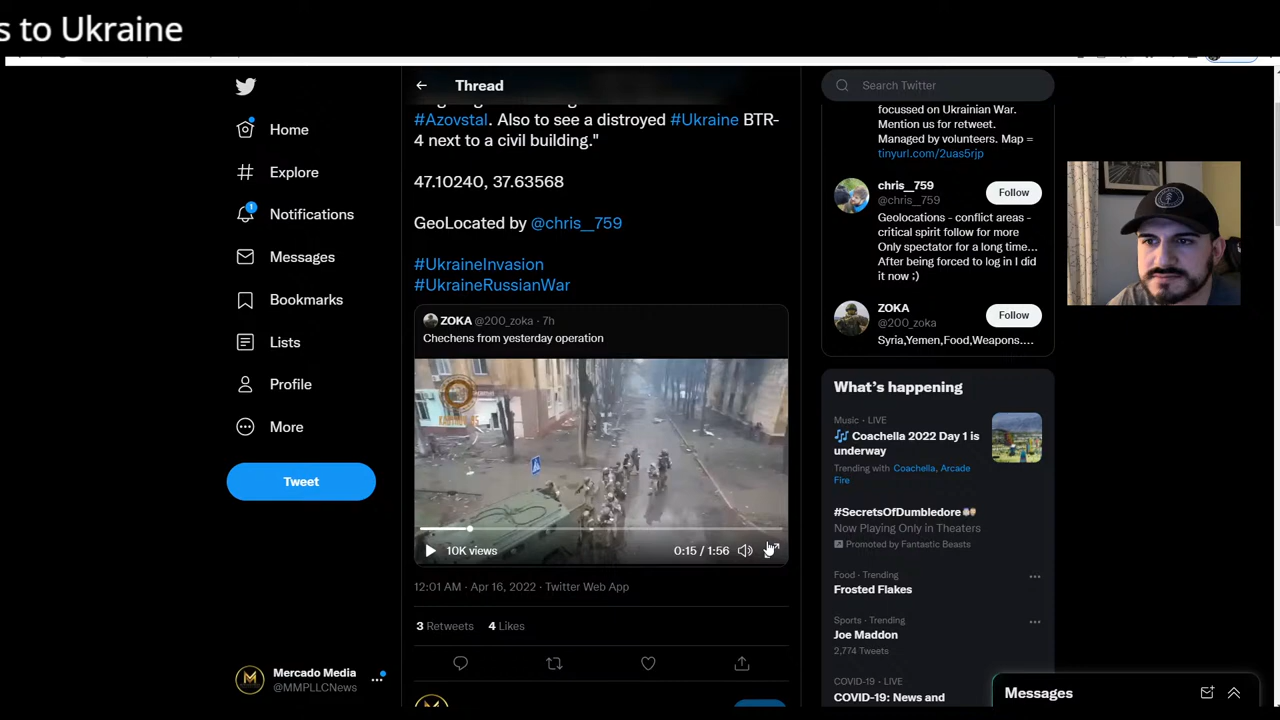 s to Ukraine
Thread
Search Twitter
Home
Explore
1
Notifications
Messages
Bookmarks
Lists
Profile
More
Tweet
Mercado Media
@MMPLLCNews
#Azovstal. Also to see a distroyed #Ukraine BTR-
4 next to a civil building."
47.10240, 37.63568
GeoLocated by @chris__759
#UkraineInvasion
#UkraineRussianWar
ZOKA @200_zoka · 7h
Chechens from yesterday operation
10K views
0:15 / 1:56
12:01 AM · Apr 16, 2022 · Twitter Web App
3 Retweets 4 Likes
focussed on Ukrainian War.
Mention us for retweet.
Managed by volunteers. Map =
tinyurl.com/2uas5rjp
chris__759
@chris__759
Follow
Geolocations - conflict areas -
critical spirit follow for more
Only spectator for a long time...
After being forced to log in I did
it now ;)
ZOKA
@200_zoka
Follow
Syria,Yemen,Food,Weapons....
What's happening
Music · LIVE
Coachella 2022 Day 1 is
underway
Trending with Coachella, Arcade
Fire
#SecretsOfDumbledore
Now Playing Only in Theaters
Promoted by Fantastic Beasts
Food · Trending
Frosted Flakes
Sports · Trending
Joe Maddon
2,774 Tweets
COVID-19 · LIVE
COVID-19: News and
Messages